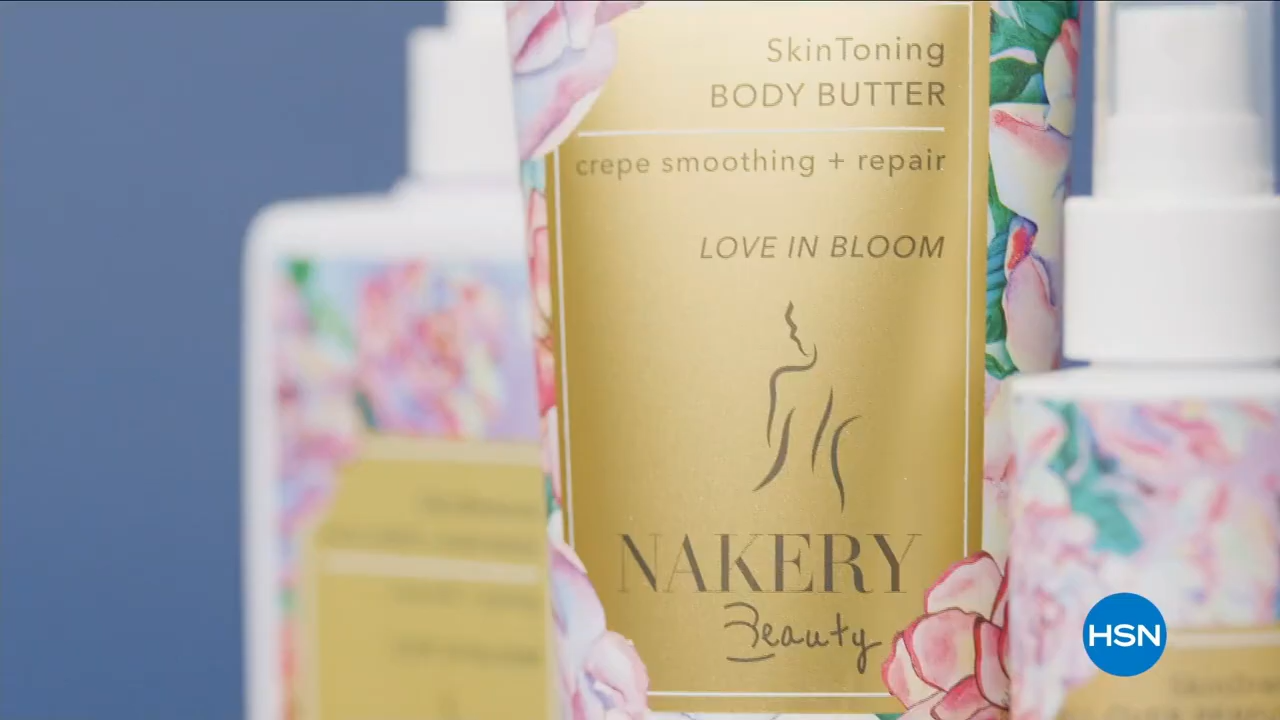 SkinToning
BODY BUTTER
crepe smoothing + repair
LOVE IN BLOOM
NAKERY
Beauty
HSN